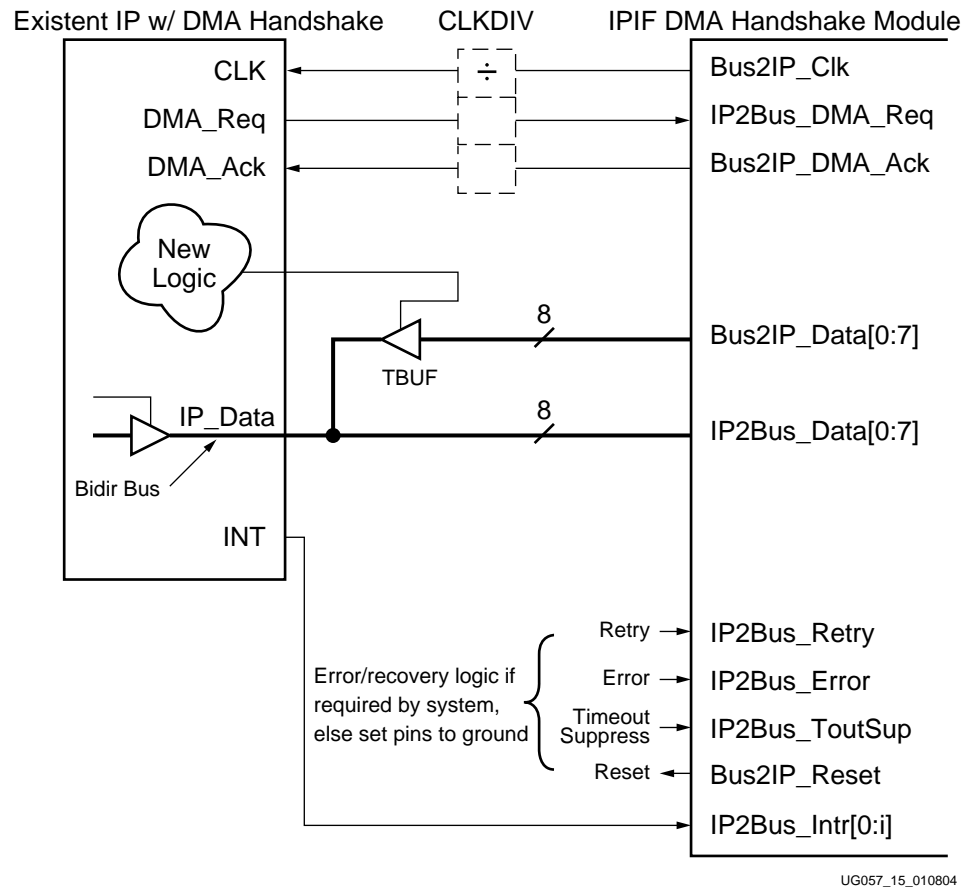 Existent IP w/ DMA Handshake CLKDIV IPIF DMA Handshake Module
CLK ÷ Bus2IP_Clk
DMA_Req IP2Bus_DMA_Req
DMA_Ack Bus2IP_DMA_Ack
New
Logic
8
Bus2IP_Data[0:7]
TBUF
8
IP_Data IP2Bus_Data[0:7]
Bidir Bus
INT
Retry IP2Bus_Retry
Error/recovery logic if
required by system,
else set pins to ground
Error IP2Bus_Error
Timeout
Suppress IP2Bus_ToutSup
Reset Bus2IP_Reset
IP2Bus_Intr[0:i]
UG057_15_010804